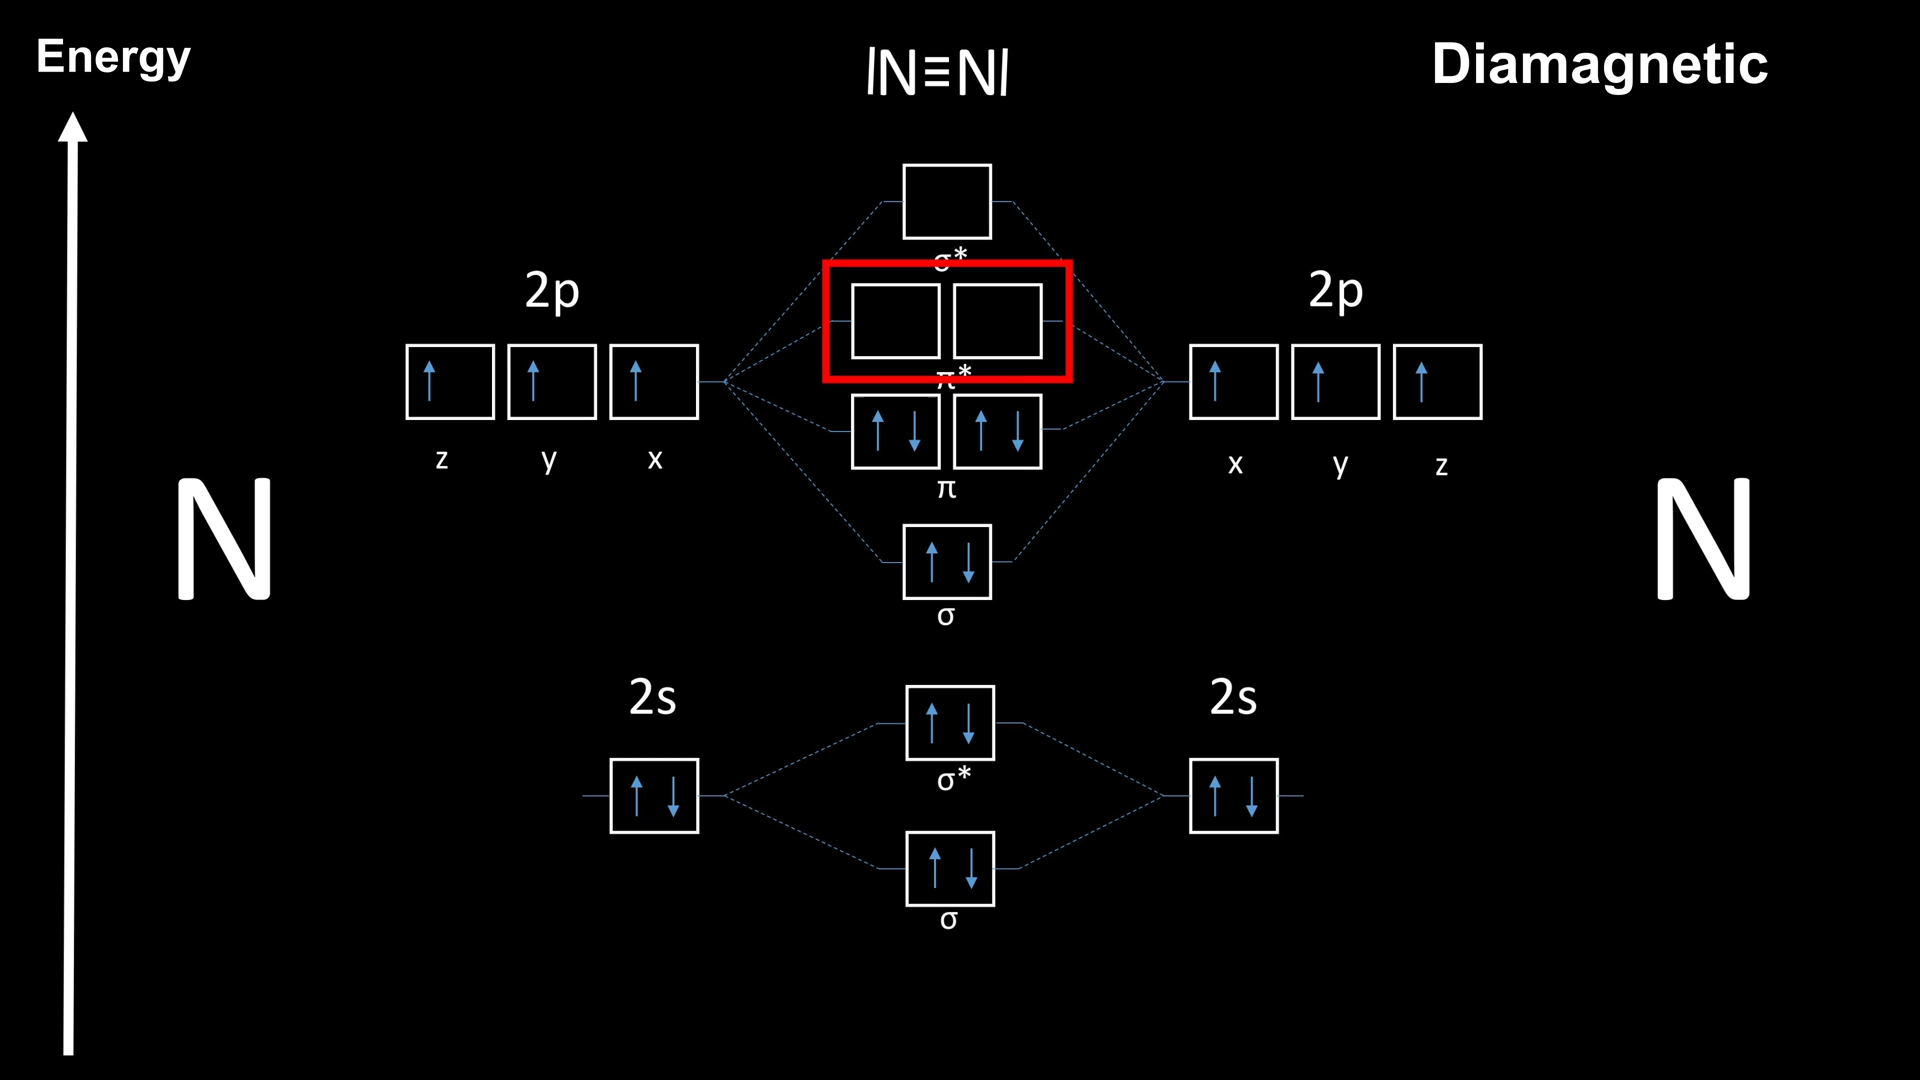 Energy
|N≡N|
Diamagnetic
σ*
2p
2p
π*
z y x
x y z
π
N
N
σ
2s
2s
σ*
σ